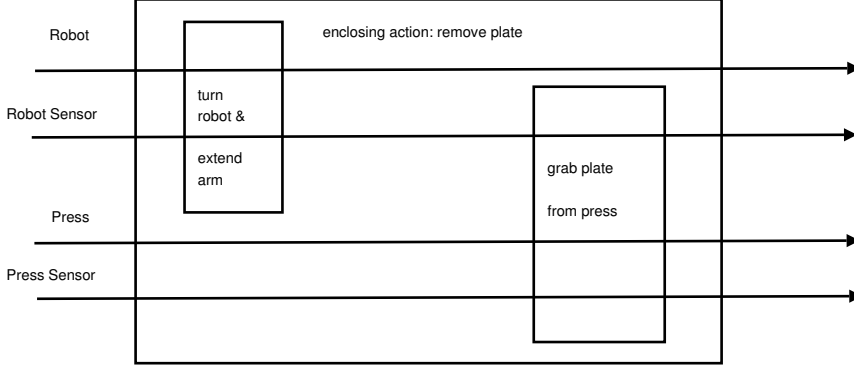 Robot
enclosing action: remove plate
turn
robot &
Robot Sensor
extend
arm
grab plate
from press
Press
Press Sensor